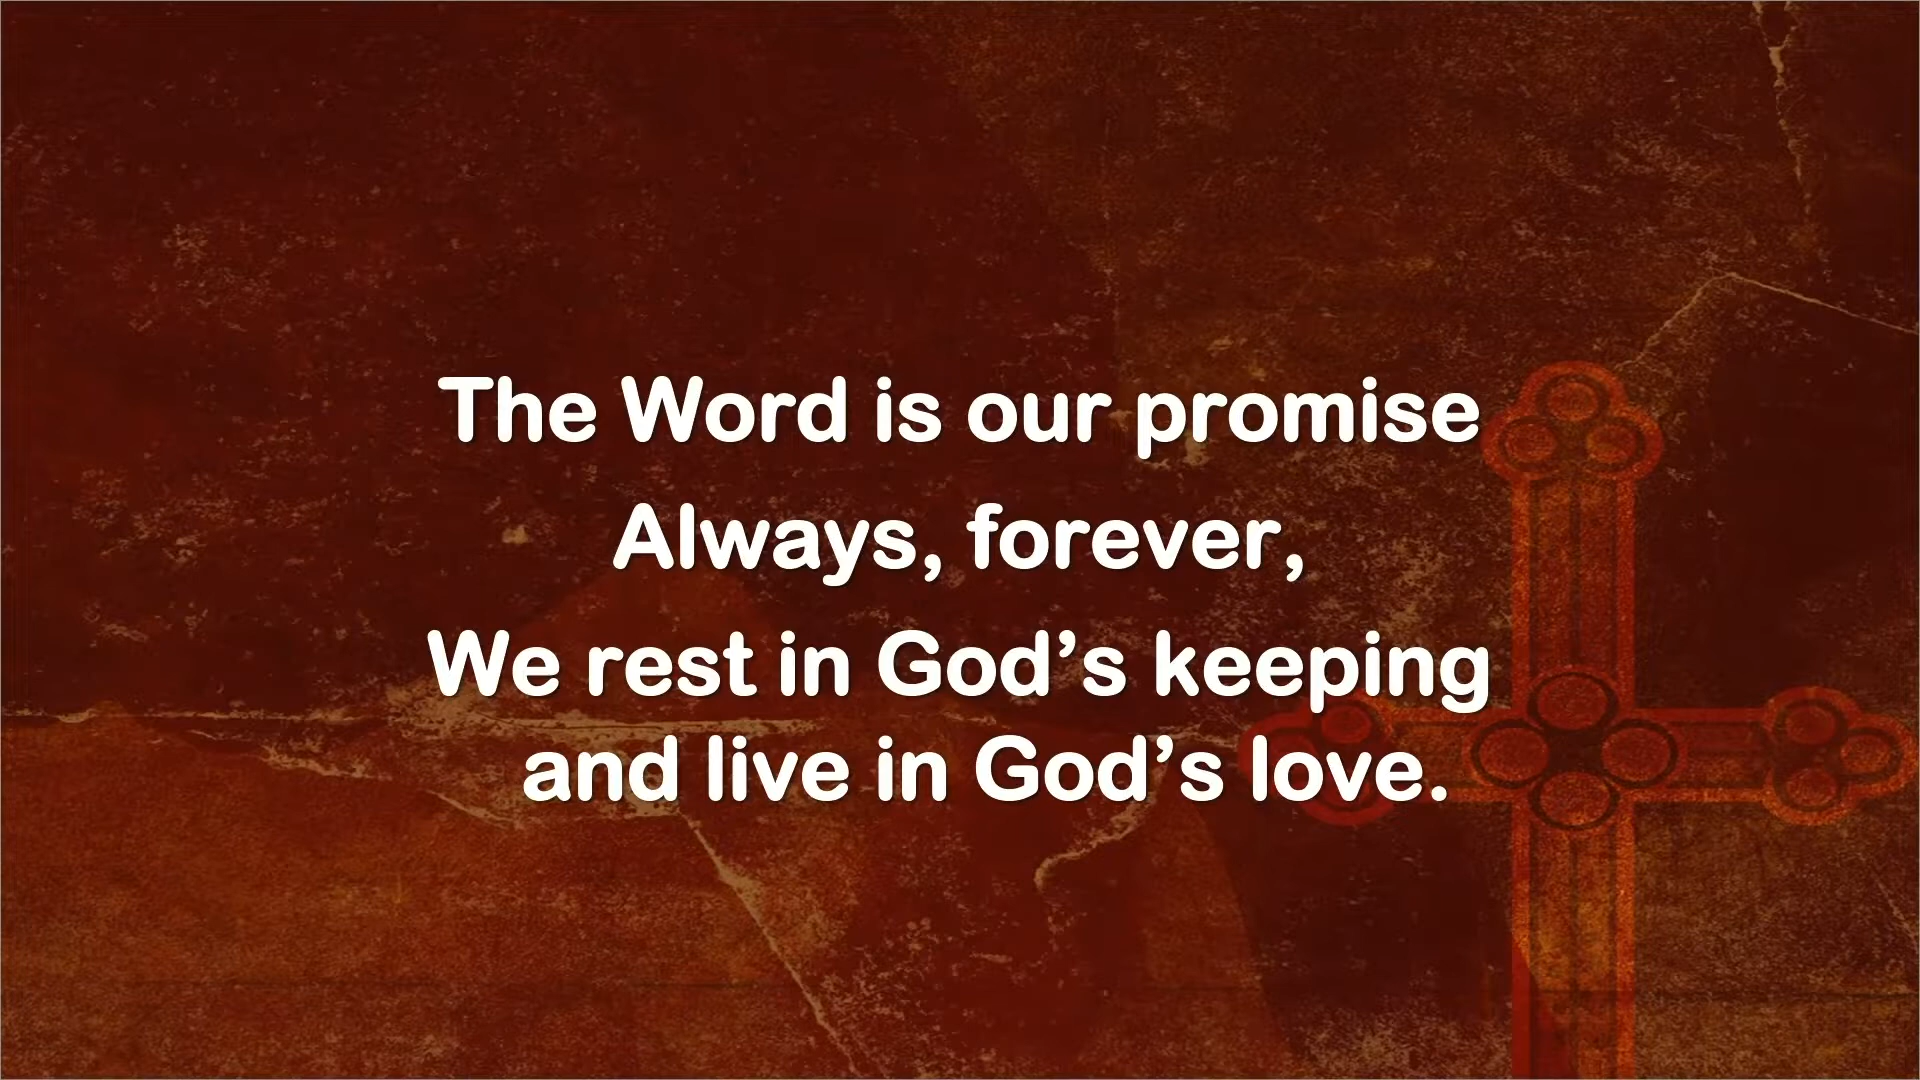 The Word is our promise
Always, forever,
We rest in God’s keeping
and live in God’s love.